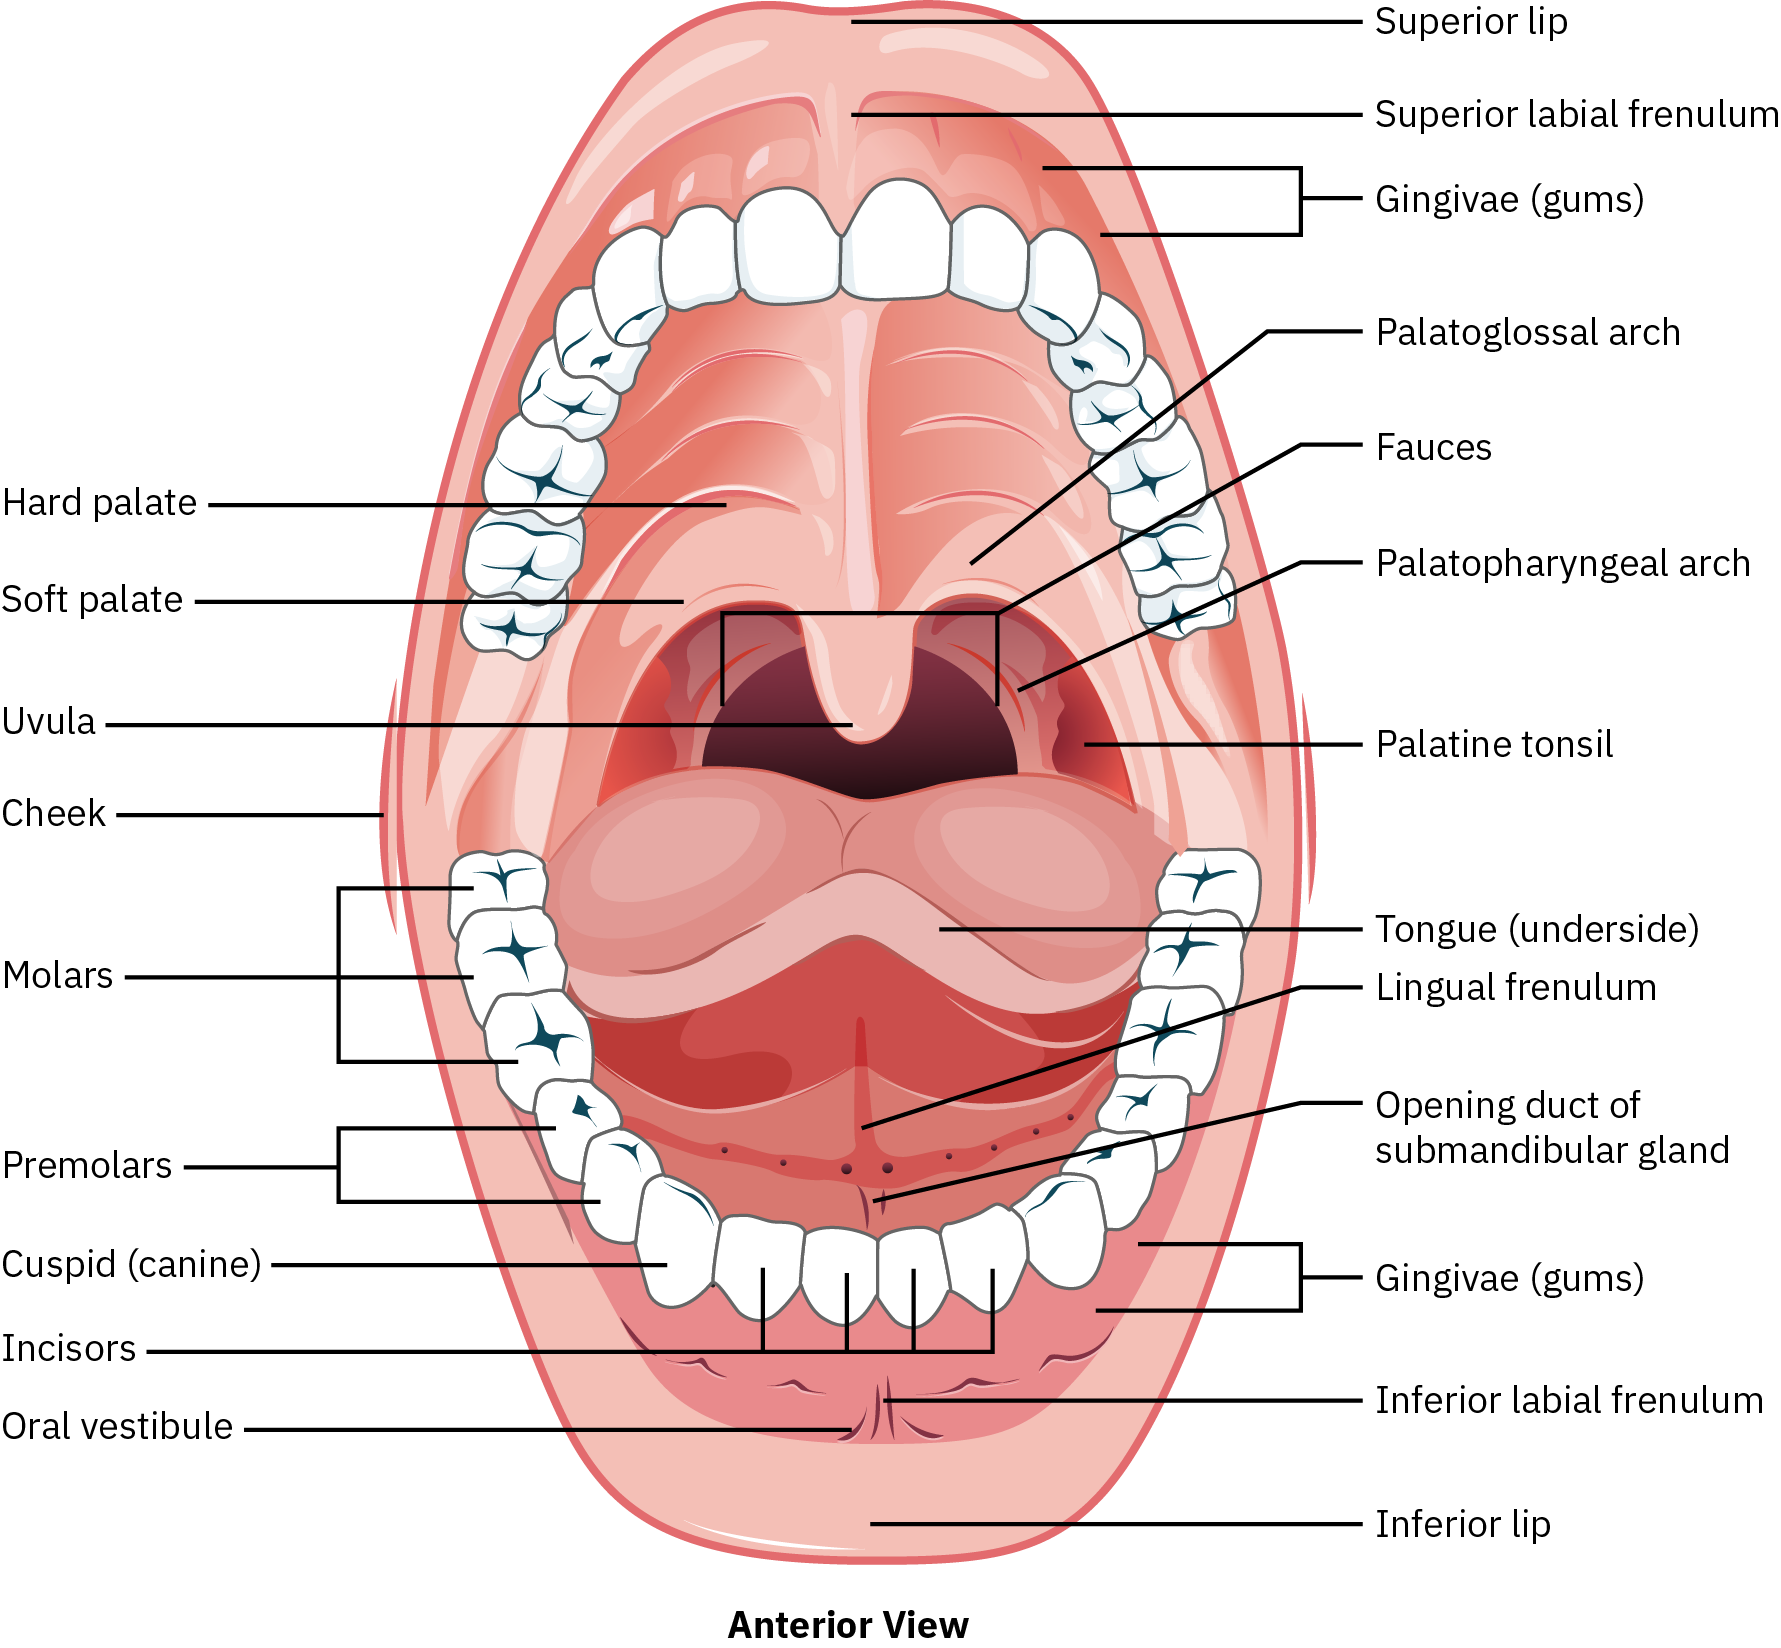 Superior lip
Superior labial frenulum
Gingivae (gums)
Palatoglossal arch
Fauces
Hard palate
Palatopharyngeal arch
Soft palate
Uvula
Palatine tonsil
Cheek
Tongue (underside)
Molars
Lingual frenulum
Opening duct of
submandibular gland
Premolars
Cuspid (canine)
Gingivae (gums)
Incisors
Inferior labial frenulum
Oral vestibule
Inferior lip
Anterior View